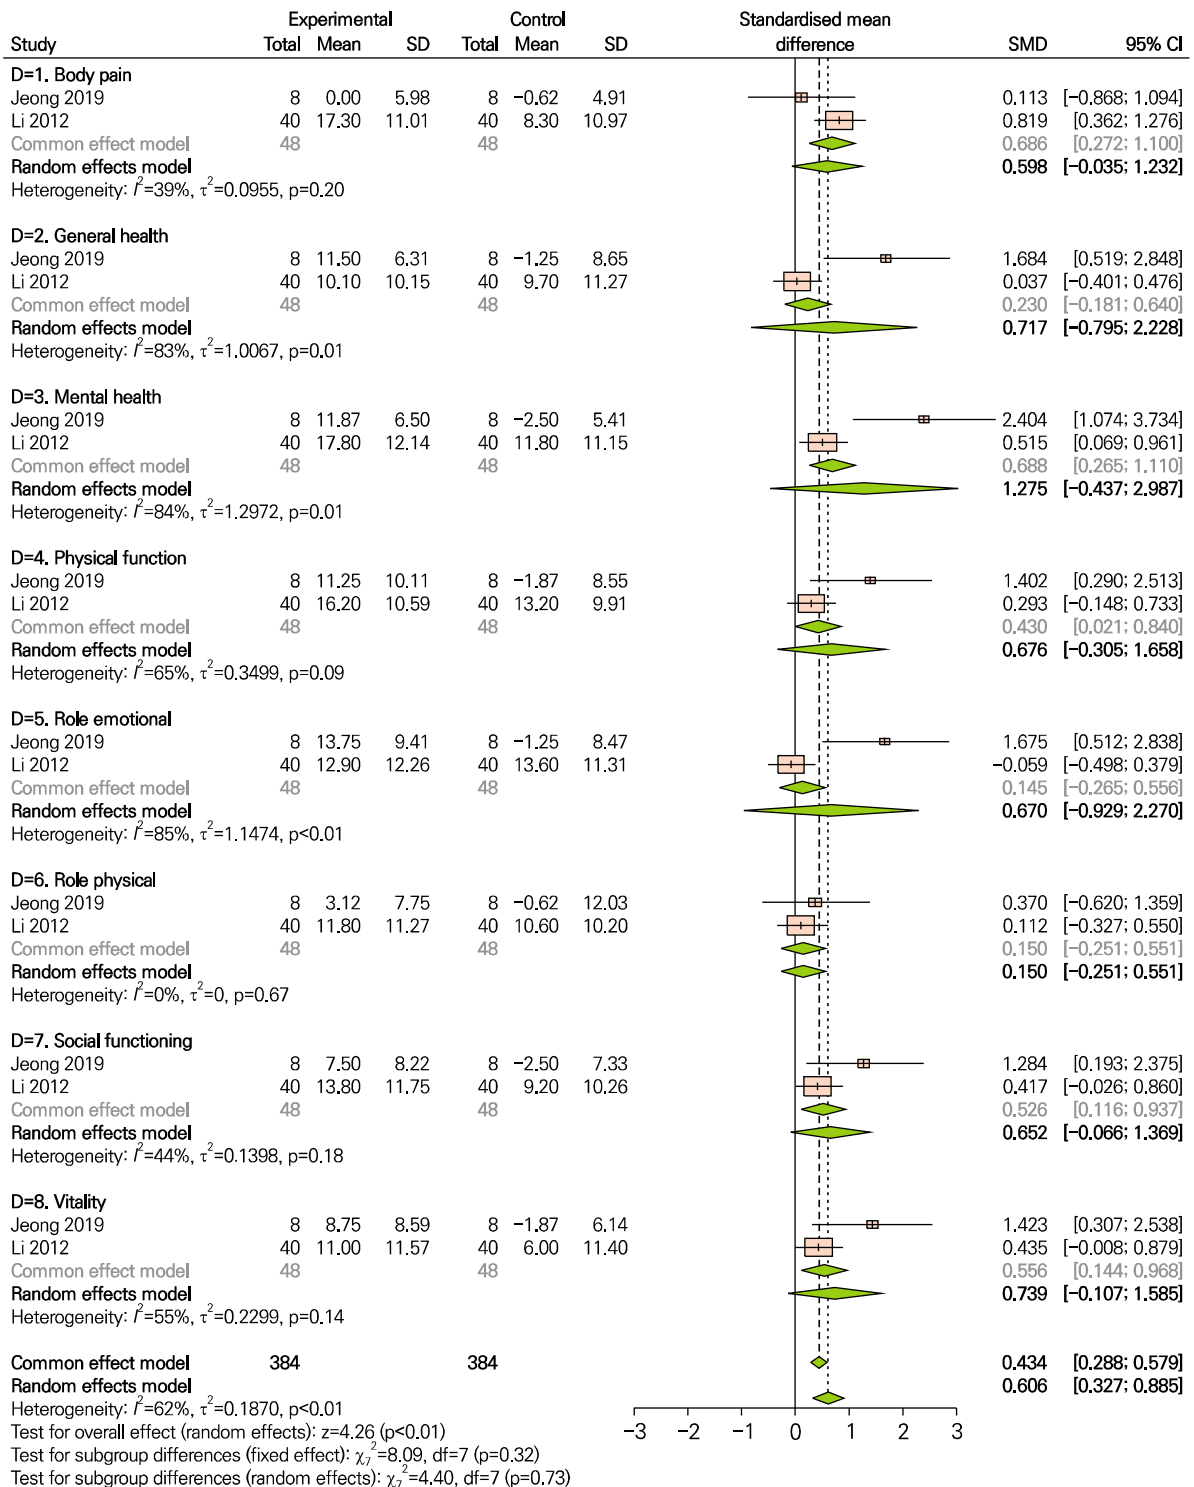 Experimental Control Standardised mean
Study Total Mean SD Total Mean SD difference SMD 95% CI
D=1. Body pain
Jeong 2019 8 0.00 5.98 8 −0.62 4.91 0.113 [−0.868; 1.094]
Li 2012 40 17.30 11.01 40 8.30 10.97 0.819 [0.362; 1.276]
Common effect model 48 48 0.686 [0.272; 1.100]
Random effects model 0.598 [−0.035; 1.232]
Heterogeneity: I²=39%, τ²=0.0955, p=0.20
D=2. General health
Jeong 2019 8 11.50 6.31 8 −1.25 8.65 1.684 [0.519; 2.848]
Li 2012 40 10.10 10.15 40 9.70 11.27 0.037 [−0.401; 0.476]
Common effect model 48 48 0.230 [−0.181; 0.640]
Random effects model 0.717 [−0.795; 2.228]
Heterogeneity: I²=83%, τ²=1.0067, p=0.01
D=3. Mental health
Jeong 2019 8 11.87 6.50 8 −2.50 5.41 2.404 [1.074; 3.734]
Li 2012 40 17.80 12.14 40 11.80 11.15 0.515 [0.069; 0.961]
Common effect model 48 48 0.688 [0.265; 1.110]
Random effects model 1.275 [−0.437; 2.987]
Heterogeneity: I²=84%, τ²=1.2972, p=0.01
D=4. Physical function
Jeong 2019 8 11.25 10.11 8 −1.87 8.55 1.402 [0.290; 2.513]
Li 2012 40 16.20 10.59 40 13.20 9.91 0.293 [−0.148; 0.733]
Common effect model 48 48 0.430 [0.021; 0.840]
Random effects model 0.676 [−0.305; 1.658]
Heterogeneity: I²=65%, τ²=0.3499, p=0.09
D=5. Role emotional
Jeong 2019 8 13.75 9.41 8 −1.25 8.47 1.675 [0.512; 2.838]
Li 2012 40 12.90 12.26 40 13.60 11.31 −0.059 [−0.498; 0.379]
Common effect model 48 48 0.145 [−0.265; 0.556]
Random effects model 0.670 [−0.929; 2.270]
Heterogeneity: I²=85%, τ²=1.1474, p<0.01
D=6. Role physical
Jeong 2019 8 3.12 7.75 8 −0.62 12.03 0.370 [−0.620; 1.359]
Li 2012 40 11.80 11.27 40 10.60 10.20 0.112 [−0.327; 0.550]
Common effect model 48 48 0.150 [−0.251; 0.551]
Random effects model 0.150 [−0.251; 0.551]
Heterogeneity: I²=0%, τ²=0, p=0.67
D=7. Social functioning
Jeong 2019 8 7.50 8.22 8 −2.50 7.33 1.284 [0.193; 2.375]
Li 2012 40 13.80 11.75 40 9.20 10.26 0.417 [−0.026; 0.860]
Common effect model 48 48 0.526 [0.116; 0.937]
Random effects model 0.652 [−0.066; 1.369]
Heterogeneity: I²=44%, τ²=0.1398, p=0.18
D=8. Vitality
Jeong 2019 8 8.75 8.59 8 −1.87 6.14 1.423 [0.307; 2.538]
Li 2012 40 11.00 11.57 40 6.00 11.40 0.435 [−0.008; 0.879]
Common effect model 48 48 0.556 [0.144; 0.968]
Random effects model 0.739 [−0.107; 1.585]
Heterogeneity: I²=55%, τ²=0.2299, p=0.14
Common effect model 384 384 0.434 [0.288; 0.579]
Random effects model 0.606 [0.327; 0.885]
Heterogeneity: I²=62%, τ²=0.1870, p<0.01
Test for overall effect (random effects): z=4.26 (p<0.01) −3 −2 −1 0 1 2 3
Test for subgroup differences (fixed effect): χ₇²=8.09, df=7 (p=0.32)
Test for subgroup differences (random effects): χ₇²=4.40, df=7 (p=0.73)